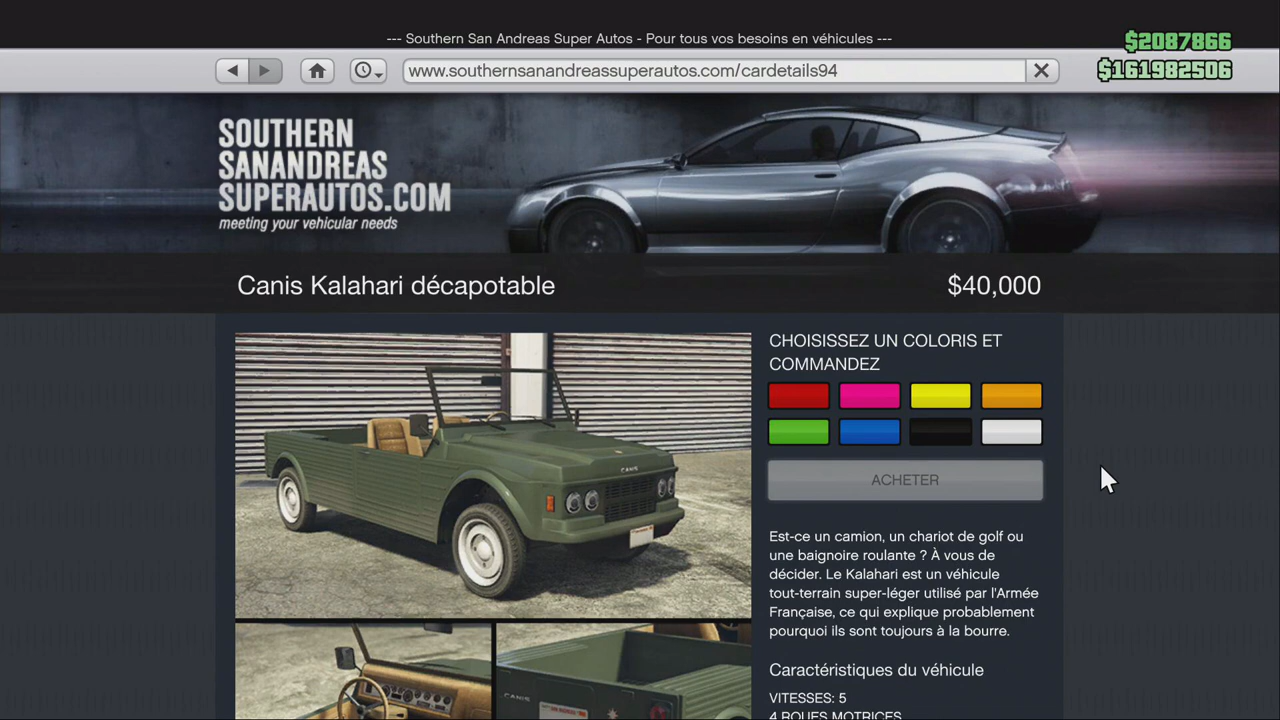 --- Southern San Andreas Super Autos - Pour tous vos besoins en véhicules ---
$2087866
www.southernsanandreassuperautos.com/cardetails94
$161982506
SOUTHERN
SANANDREAS
SUPERAUTOS.COM
meeting your vehicular needs
Canis Kalahari décapotable
$40,000
CHOISISSEZ UN COLORIS ET
COMMANDEZ
ACHETER
CANIS
Est-ce un camion, un chariot de golf ou
une baignoire roulante ? À vous de
décider. Le Kalahari est un véhicule
tout-terrain super-léger utilisé par l'Armée
Française, ce qui explique probablement
pourquoi ils sont toujours à la bourre.
Caractéristiques du véhicule
VITESSES: 5
4 ROUES MOTRICES
CANIS